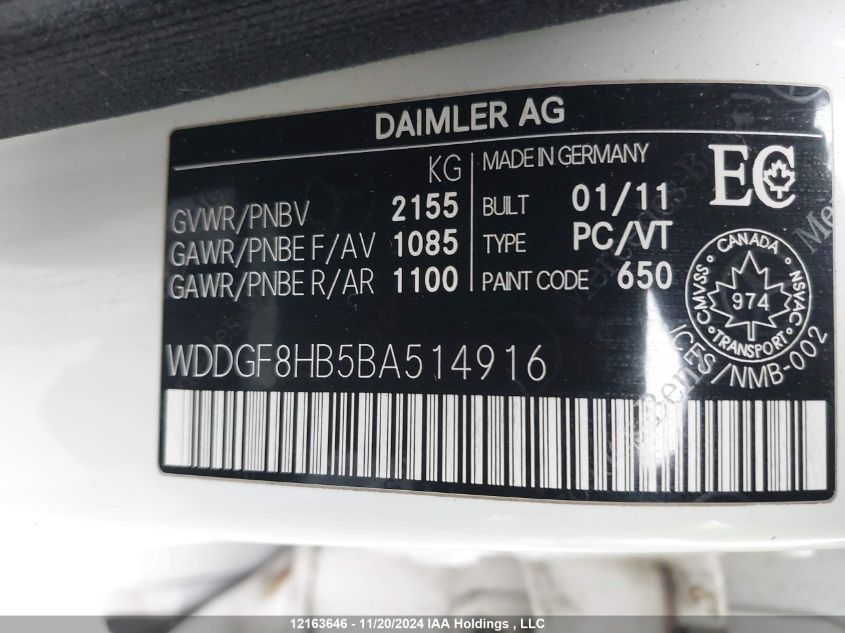 DAIMLER AG
KG
GVWR/PNBV 2155
GAWR/PNBE F/AV 1085
GAWR/PNBE R/AR 1100
MADE IN GERMANY
BUILT 01/11
TYPE PC/VT
PAINT CODE 650
EC
CANADA
CMVSS NSVAC
974
TRANSPORT
ICES/NMB-002
WDDGF8HB5BA514916
12163646 - 11/20/2024 IAA Holdings , LLC